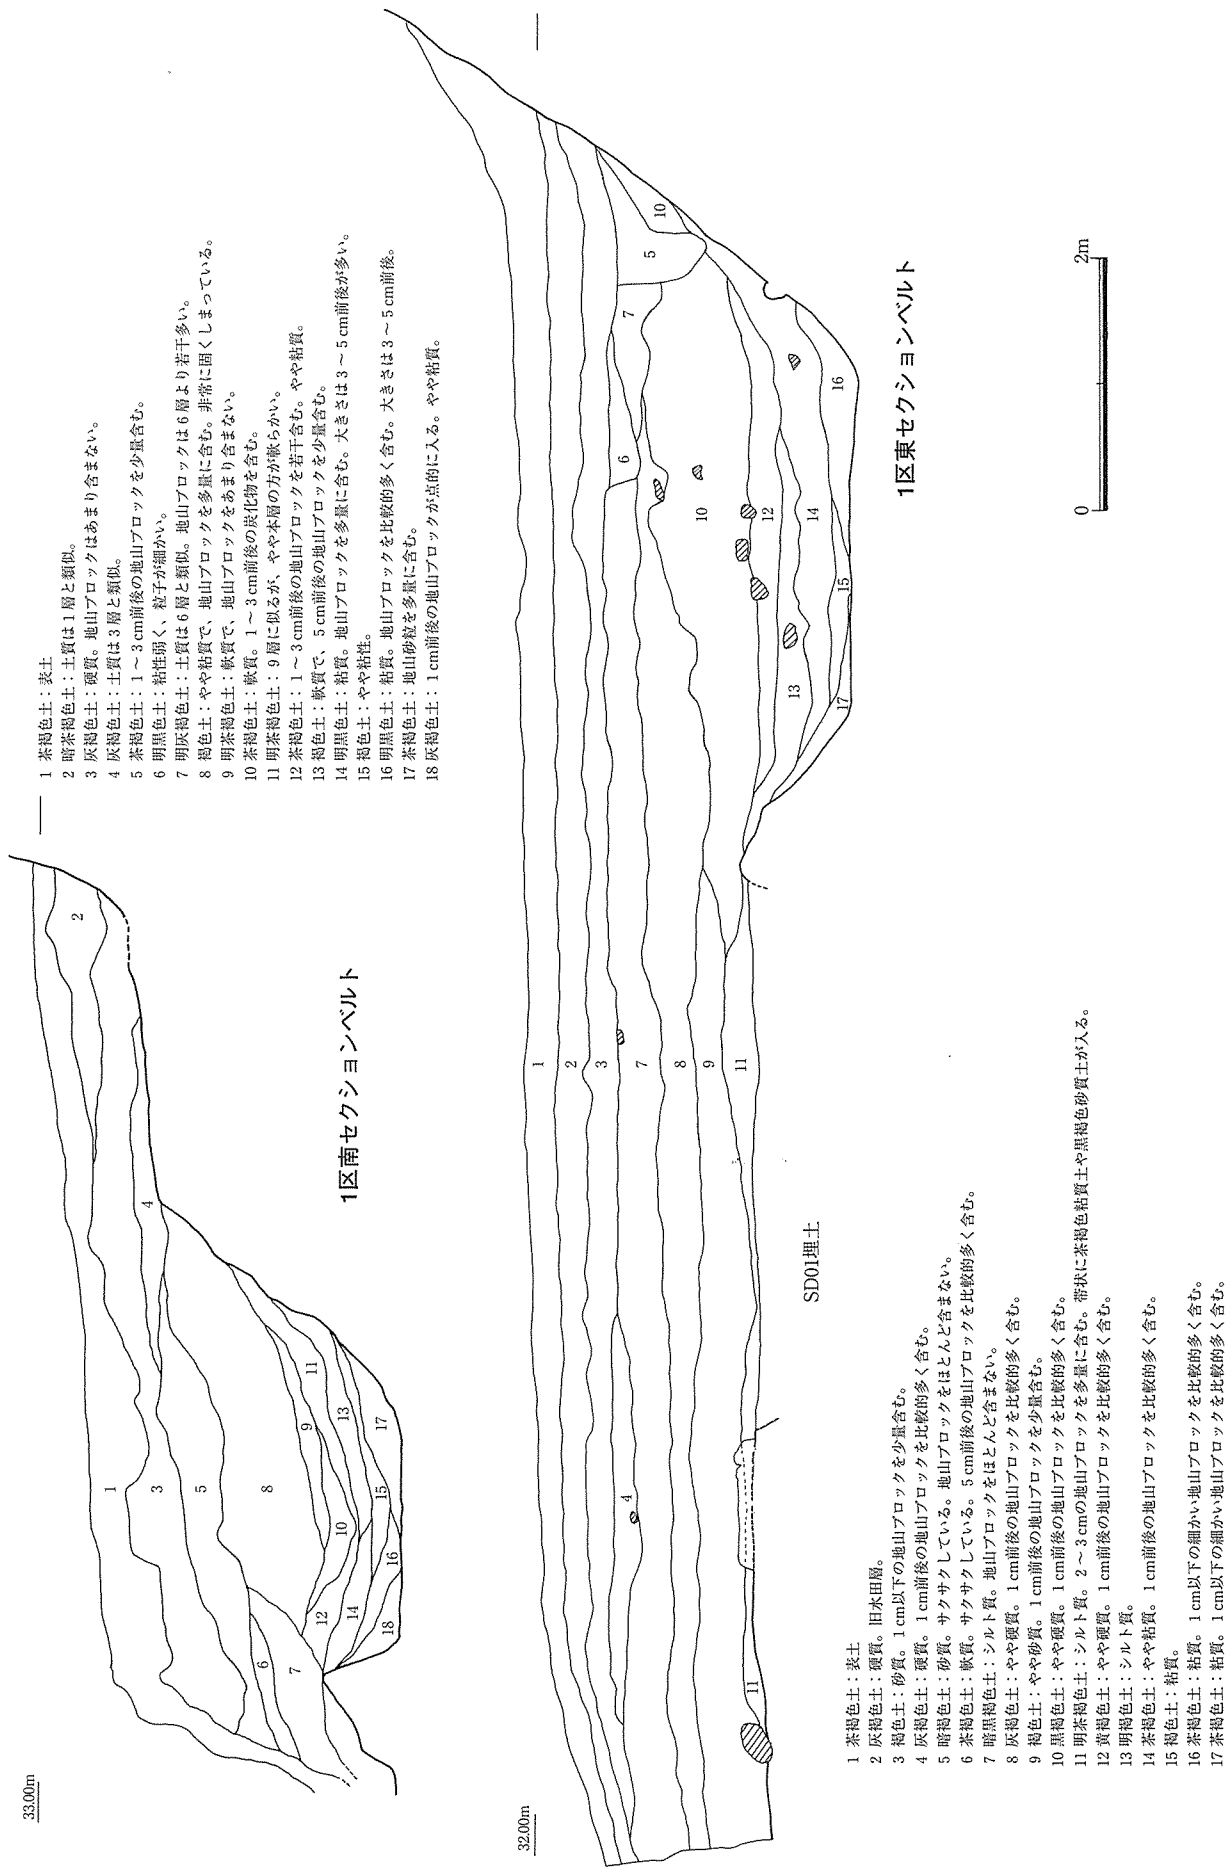 33.00m
1 茶褐色土：表土
2 暗茶褐色土：土質は1層と類似。
3 灰褐色土：硬質。地山ブロックはあまり含まない。
4 灰褐色土：土質は3層と類似。
5 茶褐色土：1～3cm前後の地山ブロックを少量含む。
6 明黒色土：粘性弱く、粒子が細かい。
7 明灰褐色土：土質は6層と類似。地山ブロックは6層より若干多い。
8 褐色土：やや粘質で、地山ブロックを多量に含む。非常に固くしまっている。
9 明茶褐色土：軟質で、地山ブロックをあまり含まない。
10 茶褐色土：軟質。1～3cm前後の炭化物を含む。
11 明茶褐色土：9層に似るが、やや本層の方が軟らかい。
12 茶褐色土：1～3cm前後の地山ブロックを若干含む。やや粘質。
13 褐色土：軟質で、5cm前後の地山ブロックを少量含む。
14 明黒色土：粘質。地山ブロックを多量に含む。大きさは3～5cm前後が多い。
15 褐色土：やや粘性。
16 明黒色土：粘質。地山ブロックを比較的多く含む。大きさは3～5cm前後。
17 茶褐色土：地山砂粒を多量に含む。
18 灰褐色土：1cm前後の地山ブロックが点的に入る。やや粘質。
1
2
3
4
5
6
7
8
9
10
11
12
13
14
15
16
17
18
1区南セクションベルト
32.00m
1
2
3
4
5
6
7
8
9
10
10
11
11
12
13
14
15
16
17
SD01埋土
1区東セクションベルト
0
2m
1 茶褐色土：表土
2 灰褐色土：硬質。旧水田層。
3 褐色土：砂質。1cm以下の地山ブロックを少量含む。
4 灰褐色土：硬質。1cm前後の地山ブロックを比較的多く含む。
5 暗褐色土：砂質。サクサクしている。地山ブロックをほとんど含まない。
6 茶褐色土：軟質。サクサクしている。5cm前後の地山ブロックを比較的多く含む。
7 暗黒褐色土：シルト質。地山ブロックをほとんど含まない。
8 灰褐色土：やや硬質。1cm前後の地山ブロックを比較的多く含む。
9 褐色土：やや砂質。1cm前後の地山ブロックを少量含む。
10 黒褐色土：やや硬質。1cm前後の地山ブロックを比較的多く含む。
11 明茶褐色土：シルト質。2～3cmの地山ブロックを多量に含む。帯状に茶褐色粘質土や黒褐色砂質土が入る。
12 黄褐色土：やや硬質。1cm前後の地山ブロックを比較的多く含む。
13 明褐色土：シルト質。
14 茶褐色土：やや粘質。1cm前後の地山ブロックを比較的多く含む。
15 褐色土：粘質。
16 茶褐色土：粘質。1cm以下の細かい地山ブロックを比較的多く含む。
17 茶褐色土：粘質。1cm以下の細かい地山ブロックを比較的多く含む。